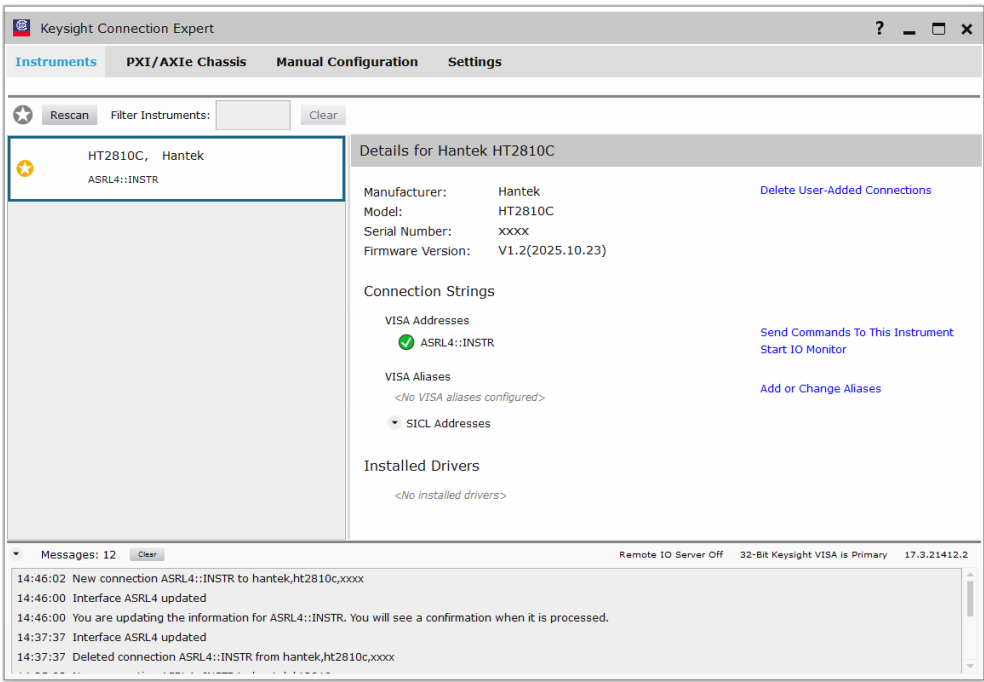 Keysight Connection Expert
?
Instruments PXI/AXIe Chassis Manual Configuration Settings
Rescan Filter Instruments: Clear
HT2810C, Hantek
ASRL4::INSTR
Details for Hantek HT2810C
Manufacturer: Hantek
Delete User-Added Connections
Model: HT2810C
Serial Number: xxxx
Firmware Version: V1.2(2025.10.23)
Connection Strings
VISA Addresses
ASRL4::INSTR
Send Commands To This Instrument
Start IO Monitor
VISA Aliases
<No VISA aliases configured>
Add or Change Aliases
SICL Addresses
Installed Drivers
<No installed drivers>
Messages: 12 Clear
Remote IO Server Off 32-Bit Keysight VISA is Primary 17.3.21412.2
14:46:02 New connection ASRL4::INSTR to hantek,ht2810c,xxxx
14:46:00 Interface ASRL4 updated
14:46:00 You are updating the information for ASRL4::INSTR. You will see a confirmation when it is processed.
14:37:37 Interface ASRL4 updated
14:37:37 Deleted connection ASRL4::INSTR from hantek,ht2810c,xxxx